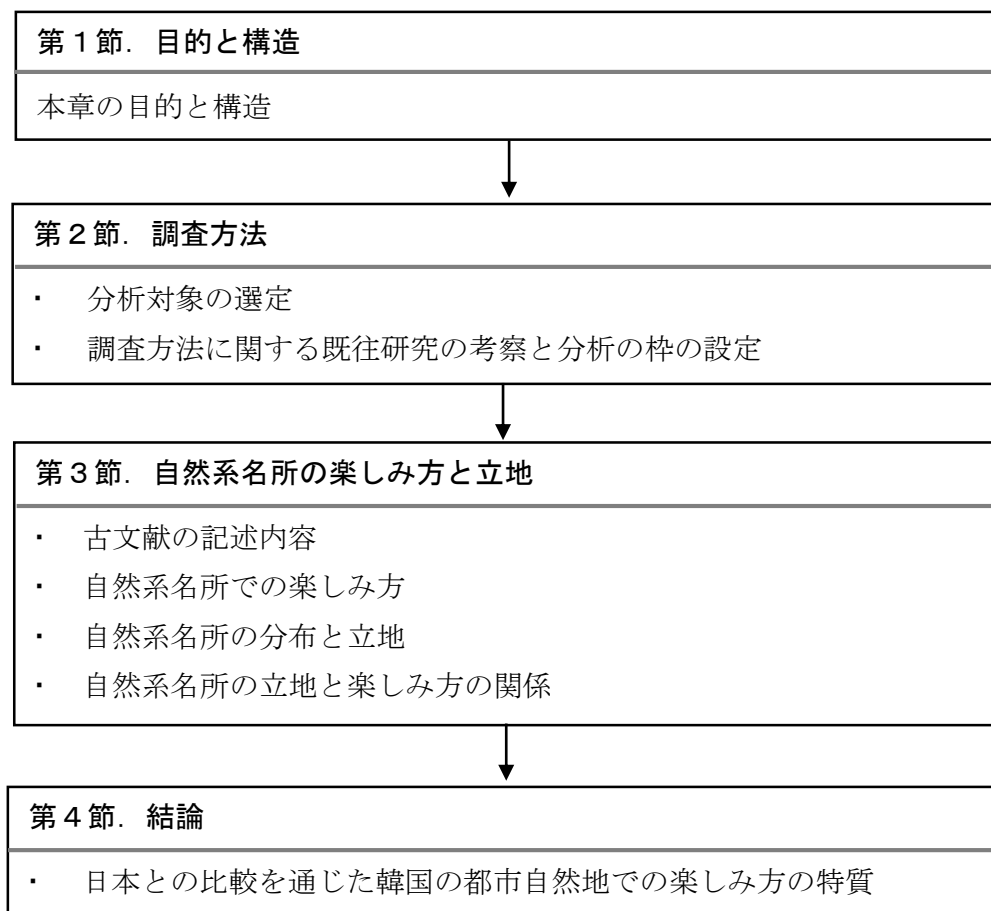 第１節．目的と構造
本章の目的と構造
第２節．調査方法
・ 分析対象の選定
・ 調査方法に関する既往研究の考察と分析の枠の設定
第３節．自然系名所の楽しみ方と立地
・ 古文献の記述内容
・ 自然系名所での楽しみ方
・ 自然系名所の分布と立地
・ 自然系名所の立地と楽しみ方の関係
第４節．結論
・ 日本との比較を通じた韓国の都市自然地での楽しみ方の特質